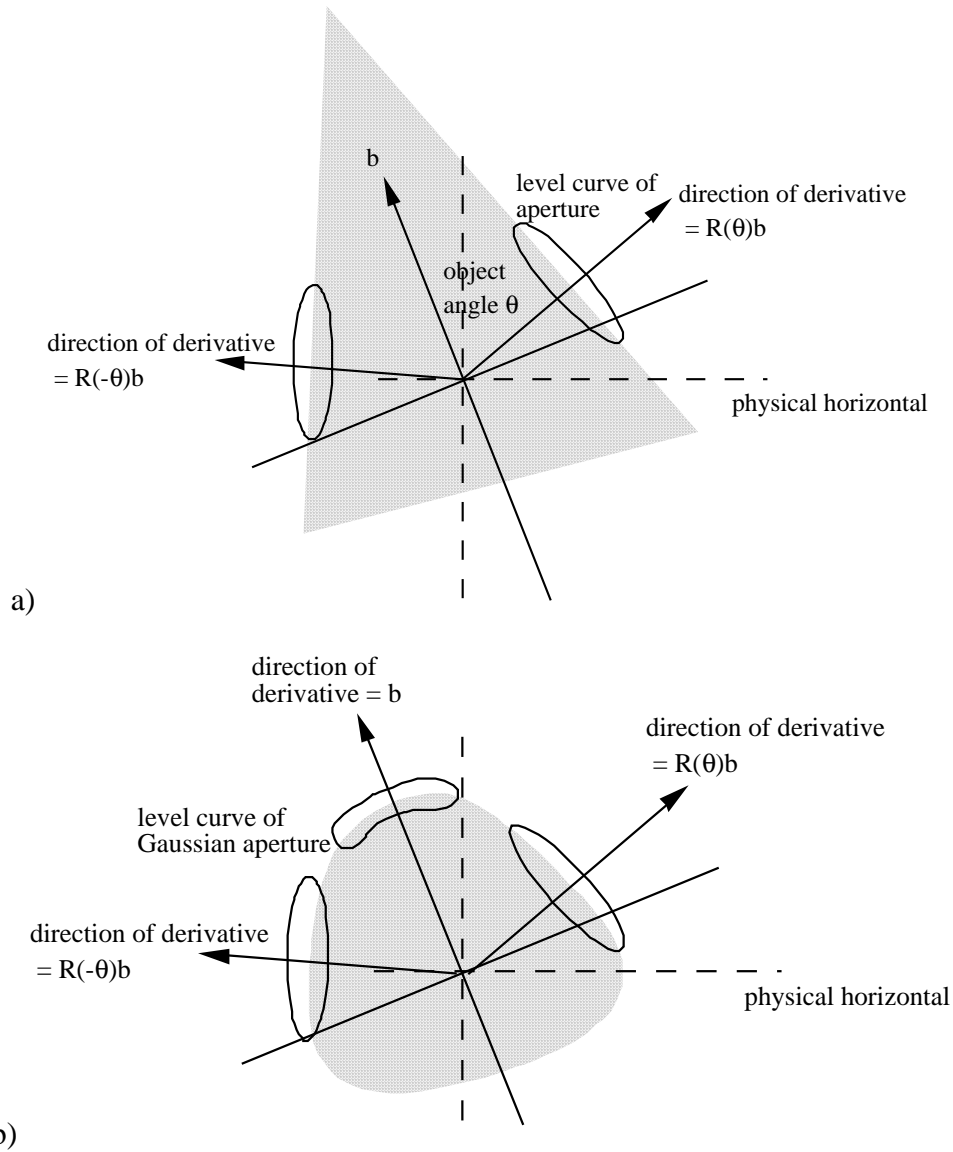 b
level curve of
aperture
direction of derivative
= R(θ)b
object
angle θ
direction of derivative
= R(-θ)b
physical horizontal
a)
direction of
derivative = b
direction of derivative
= R(θ)b
level curve of
Gaussian aperture
direction of derivative
= R(-θ)b
physical horizontal
b)